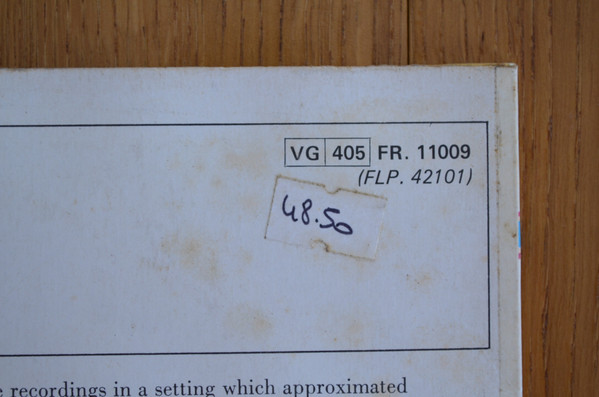 VG 405 FR. 11009
(FLP. 42101)
48.50
recordings in a setting which approximated